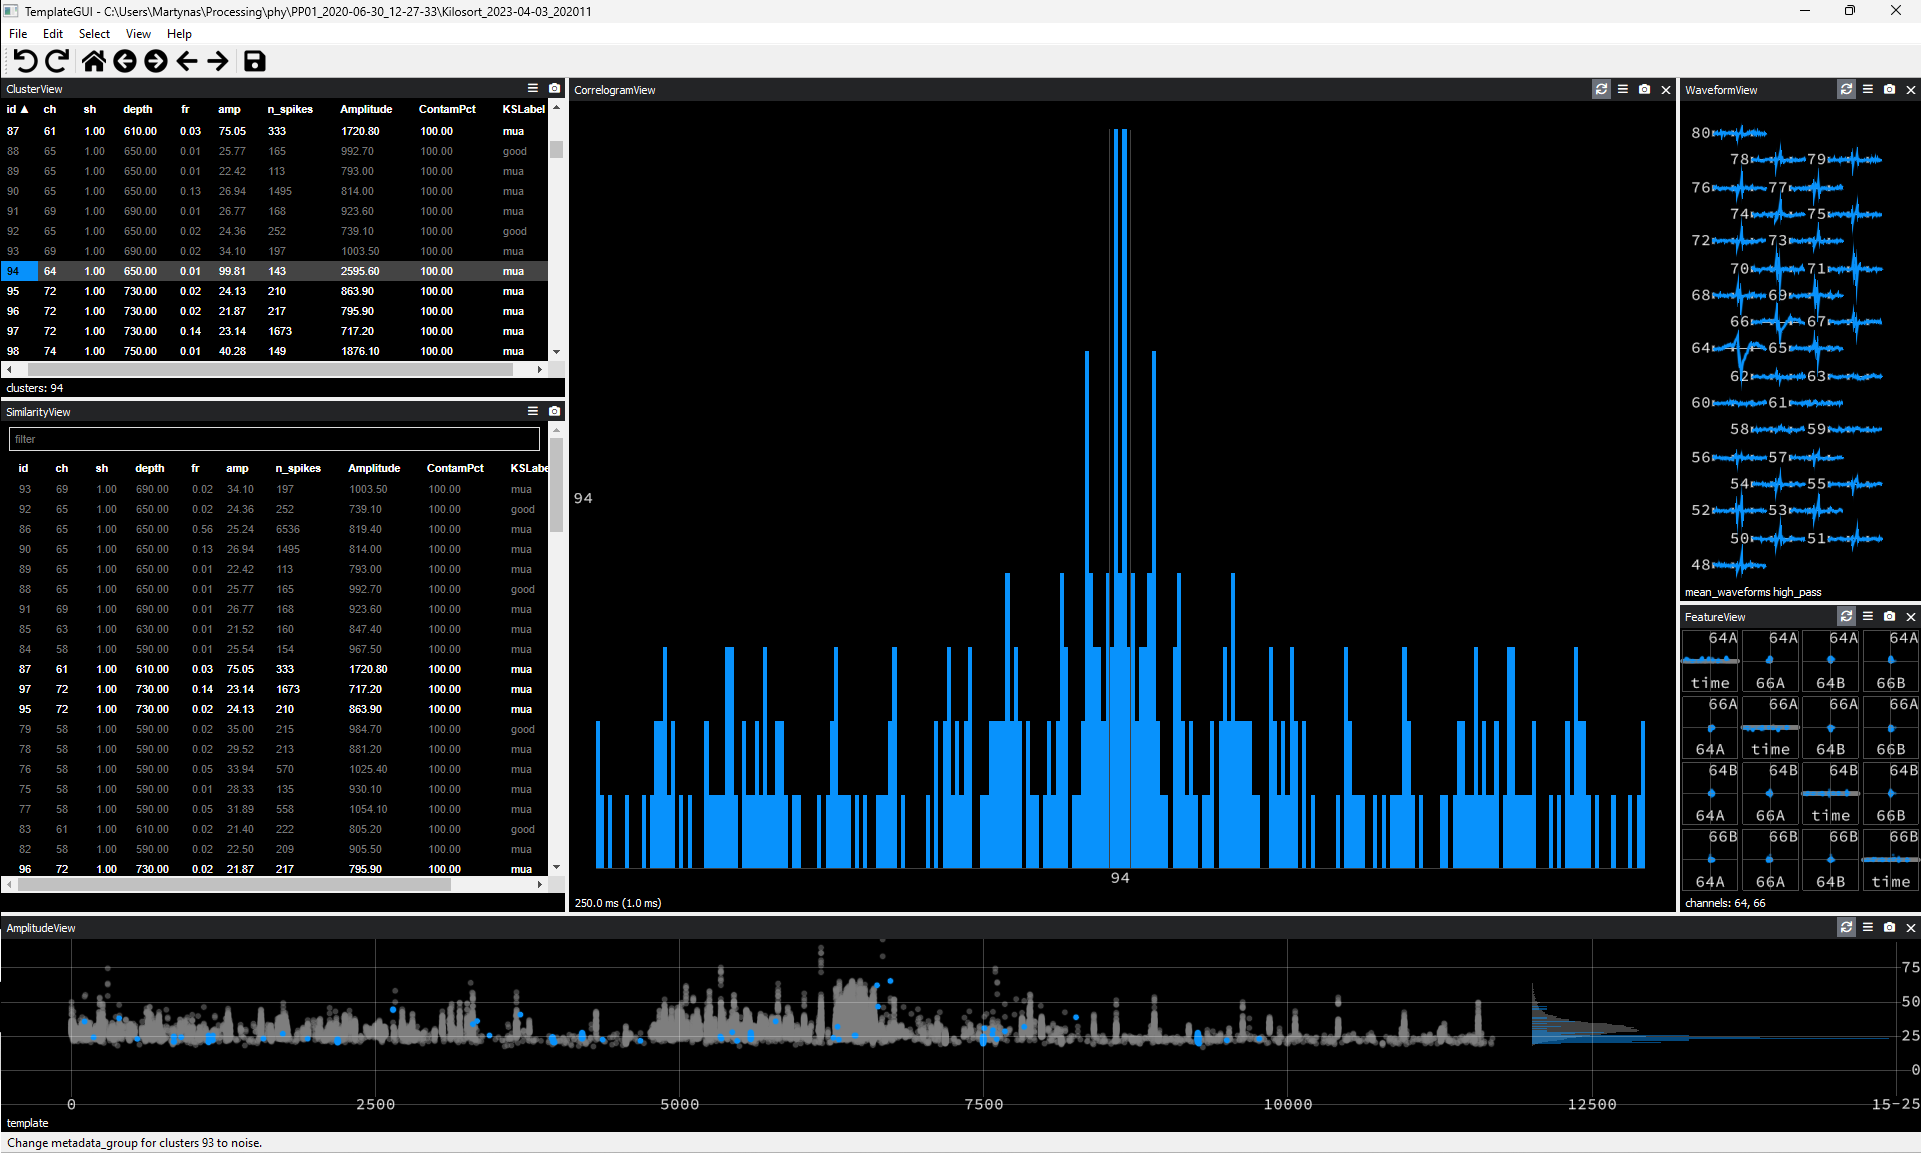 TemplateGUI - C:\Users\Martynas\Processing\phy\PP01_2020-06-30_12-27-33\Kilosort_2023-04-03_202011
File Edit Select View Help
ClusterView
id ▲ ch sh depth fr amp n_spikes Amplitude ContamPct KSLabel
87 61 1.00 610.00 0.03 75.05 333 1720.80 100.00 mua
88 65 1.00 650.00 0.01 25.77 165 992.70 100.00 good
89 65 1.00 650.00 0.01 22.42 113 793.00 100.00 mua
90 65 1.00 650.00 0.13 26.94 1495 814.00 100.00 mua
91 69 1.00 690.00 0.01 26.77 168 923.60 100.00 mua
92 65 1.00 650.00 0.02 24.36 252 739.10 100.00 good
93 69 1.00 690.00 0.02 34.10 197 1003.50 100.00 mua
94 64 1.00 650.00 0.01 99.81 143 2595.60 100.00 mua
95 72 1.00 730.00 0.02 24.13 210 863.90 100.00 mua
96 72 1.00 730.00 0.02 21.87 217 795.90 100.00 mua
97 72 1.00 730.00 0.14 23.14 1673 717.20 100.00 mua
98 74 1.00 750.00 0.01 40.28 149 1876.10 100.00 mua
clusters: 94
SimilarityView
filter
id ch sh depth fr amp n_spikes Amplitude ContamPct KSLabe
93 69 1.00 690.00 0.02 34.10 197 1003.50 100.00 mua
92 65 1.00 650.00 0.02 24.36 252 739.10 100.00 good
86 65 1.00 650.00 0.56 25.24 6536 819.40 100.00 mua
90 65 1.00 650.00 0.13 26.94 1495 814.00 100.00 mua
89 65 1.00 650.00 0.01 22.42 113 793.00 100.00 mua
88 65 1.00 650.00 0.01 25.77 165 992.70 100.00 good
91 69 1.00 690.00 0.01 26.77 168 923.60 100.00 mua
85 63 1.00 630.00 0.01 21.52 160 847.40 100.00 mua
84 58 1.00 590.00 0.01 25.54 154 967.50 100.00 mua
87 61 1.00 610.00 0.03 75.05 333 1720.80 100.00 mua
97 72 1.00 730.00 0.14 23.14 1673 717.20 100.00 mua
95 72 1.00 730.00 0.02 24.13 210 863.90 100.00 mua
79 58 1.00 590.00 0.02 35.00 215 984.70 100.00 good
78 58 1.00 590.00 0.02 29.52 213 881.20 100.00 mua
76 58 1.00 590.00 0.05 33.94 570 1025.40 100.00 mua
75 58 1.00 590.00 0.01 28.33 135 930.10 100.00 mua
77 58 1.00 590.00 0.05 31.89 558 1054.10 100.00 mua
83 61 1.00 610.00 0.02 21.40 222 805.20 100.00 good
82 58 1.00 590.00 0.02 22.50 209 905.50 100.00 mua
96 72 1.00 730.00 0.02 21.87 217 795.90 100.00 mua
CorrelogramView
94
94
250.0 ms (1.0 ms)
WaveformView
80
78 79
76 77
74 75
72 73
70 71
68 69
66 67
64 65
62 63
60 61
58 59
56 57
54 55
52 53
50 51
48
mean_waveforms high_pass
FeatureView
64A 64A 64A 64A
time 66A 64B 66B
66A 66A 66A 66A
64A time 64B 66B
64B 64B 64B 64B
64A 66A time 66B
66B 66B 66B 66B
64A 66A 64B time
channels: 64, 66
AmplitudeView
75
50
25
0
0 2500 5000 7500 10000 12500 15-25
template
Change metadata_group for clusters 93 to noise.